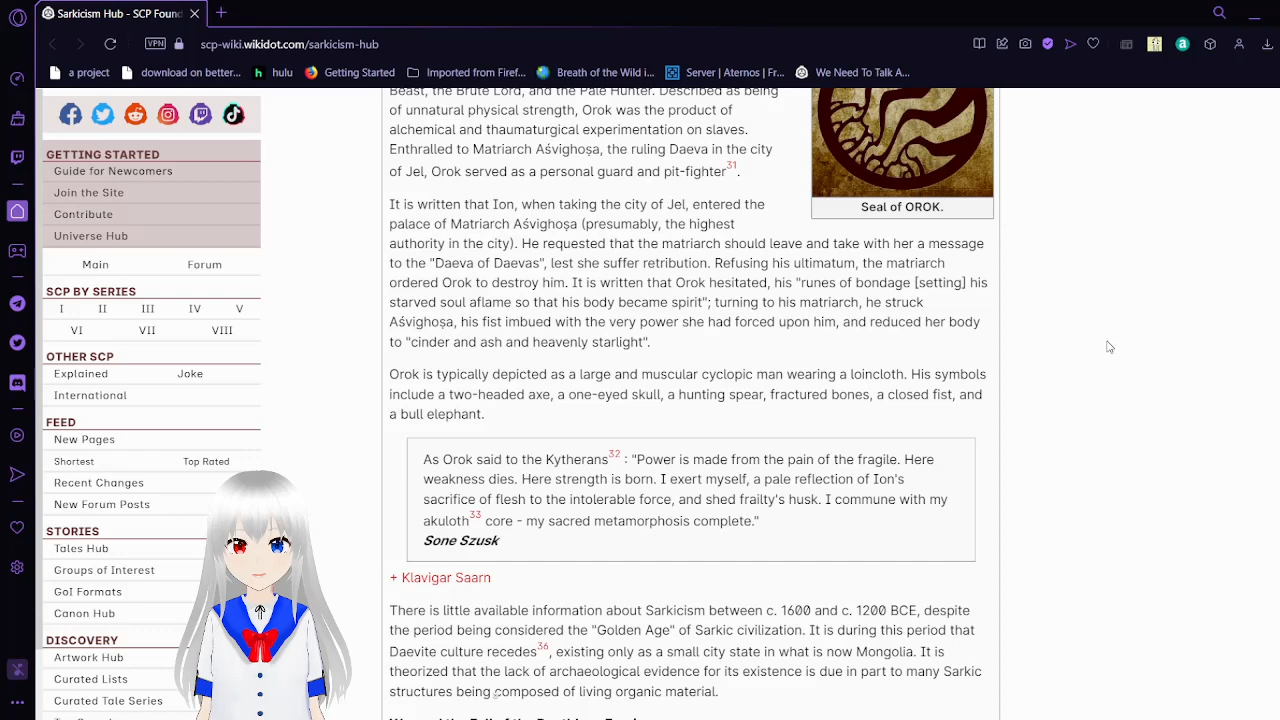 Sarkicism Hub - SCP Found
VPN
scp-wiki.wikidot.com/sarkicism-hub
a project
download on better...
hulu
Getting Started
Imported from Firef...
Breath of the Wild i...
Server | Aternos | Fr...
We Need To Talk A...
GETTING STARTED
Guide for Newcomers
Join the Site
Contribute
Universe Hub
Main Forum
SCP BY SERIES
I II III IV V
VI VII VIII
OTHER SCP
Explained Joke
International
FEED
New Pages
Shortest Top Rated
Recent Changes
New Forum Posts
STORIES
Tales Hub
Groups of Interest
GoI Formats
Canon Hub
DISCOVERY
Artwork Hub
Curated Lists
Curated Tale Series
Beast, the Brute Lord, and the Pale Hunter. Described as being
of unnatural physical strength, Orok was the product of
alchemical and thaumaturgical experimentation on slaves.
Enthralled to Matriarch Aśvighoṣa, the ruling Daeva in the city
of Jel, Orok served as a personal guard and pit-fighter31.
Seal of OROK.
It is written that Ion, when taking the city of Jel, entered the
palace of Matriarch Aśvighoṣa (presumably, the highest
authority in the city). He requested that the matriarch should leave and take with her a message
to the "Daeva of Daevas", lest she suffer retribution. Refusing his ultimatum, the matriarch
ordered Orok to destroy him. It is written that Orok hesitated, his "runes of bondage [setting] his
starved soul aflame so that his body became spirit"; turning to his matriarch, he struck
Aśvighoṣa, his fist imbued with the very power she had forced upon him, and reduced her body
to "cinder and ash and heavenly starlight".
Orok is typically depicted as a large and muscular cyclopic man wearing a loincloth. His symbols
include a two-headed axe, a one-eyed skull, a hunting spear, fractured bones, a closed fist, and
a bull elephant.
As Orok said to the Kytherans32 : "Power is made from the pain of the fragile. Here
weakness dies. Here strength is born. I exert myself, a pale reflection of Ion's
sacrifice of flesh to the intolerable force, and shed frailty's husk. I commune with my
akuloth33 core - my sacred metamorphosis complete."
Sone Szusk
+ Klavigar Saarn
There is little available information about Sarkicism between c. 1600 and c. 1200 BCE, despite
the period being considered the "Golden Age" of Sarkic civilization. It is during this period that
Daevite culture recedes36, existing only as a small city state in what is now Mongolia. It is
theorized that the lack of archaeological evidence for its existence is due in part to many Sarkic
structures being composed of living organic material.